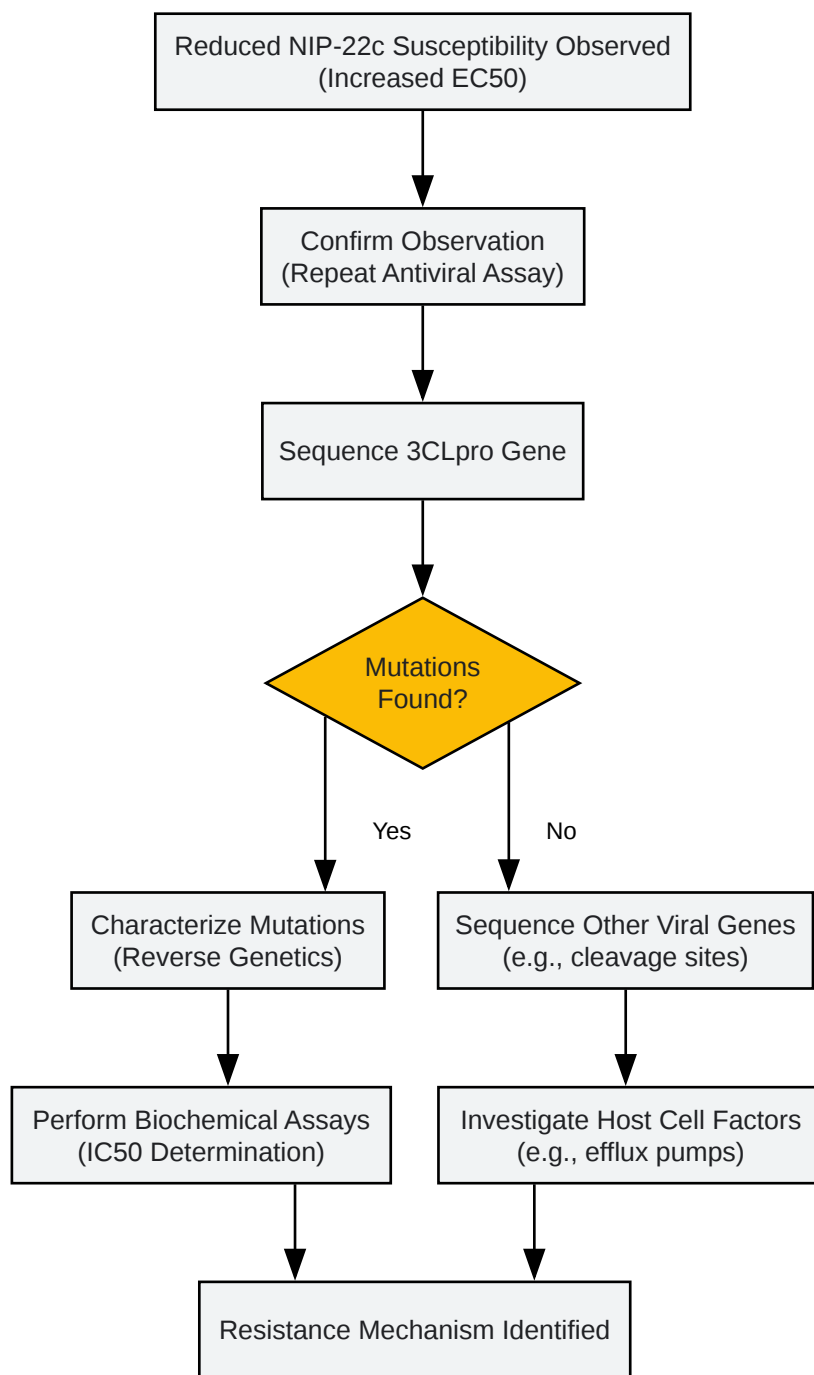 Reduced NIP-22c Susceptibility Observed
(Increased EC50)
Confirm Observation
(Repeat Antiviral Assay)
Sequence 3CLpro Gene
Mutations
Found?
Yes
No
Characterize Mutations
(Reverse Genetics)
Sequence Other Viral Genes
(e.g., cleavage sites)
Perform Biochemical Assays
(IC50 Determination)
Investigate Host Cell Factors
(e.g., efflux pumps)
Resistance Mechanism Identified